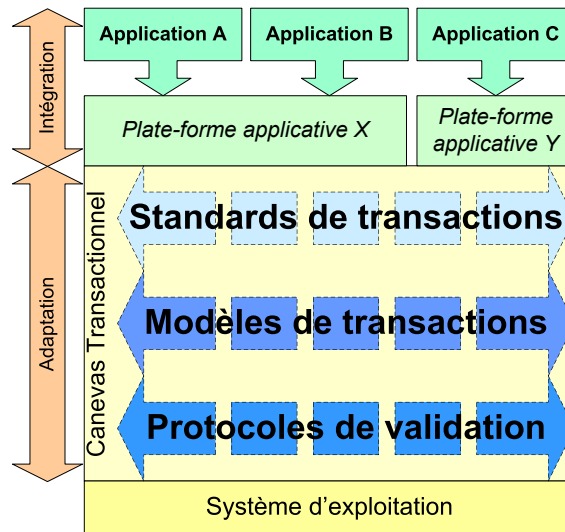 Intégration
Application A
Application B
Application C
Plate-forme applicative X
Plate-forme
applicative Y
Adaptation
Canevas Transactionnel
Standards de transactions
Modèles de transactions
Protocoles de validation
Système d'exploitation